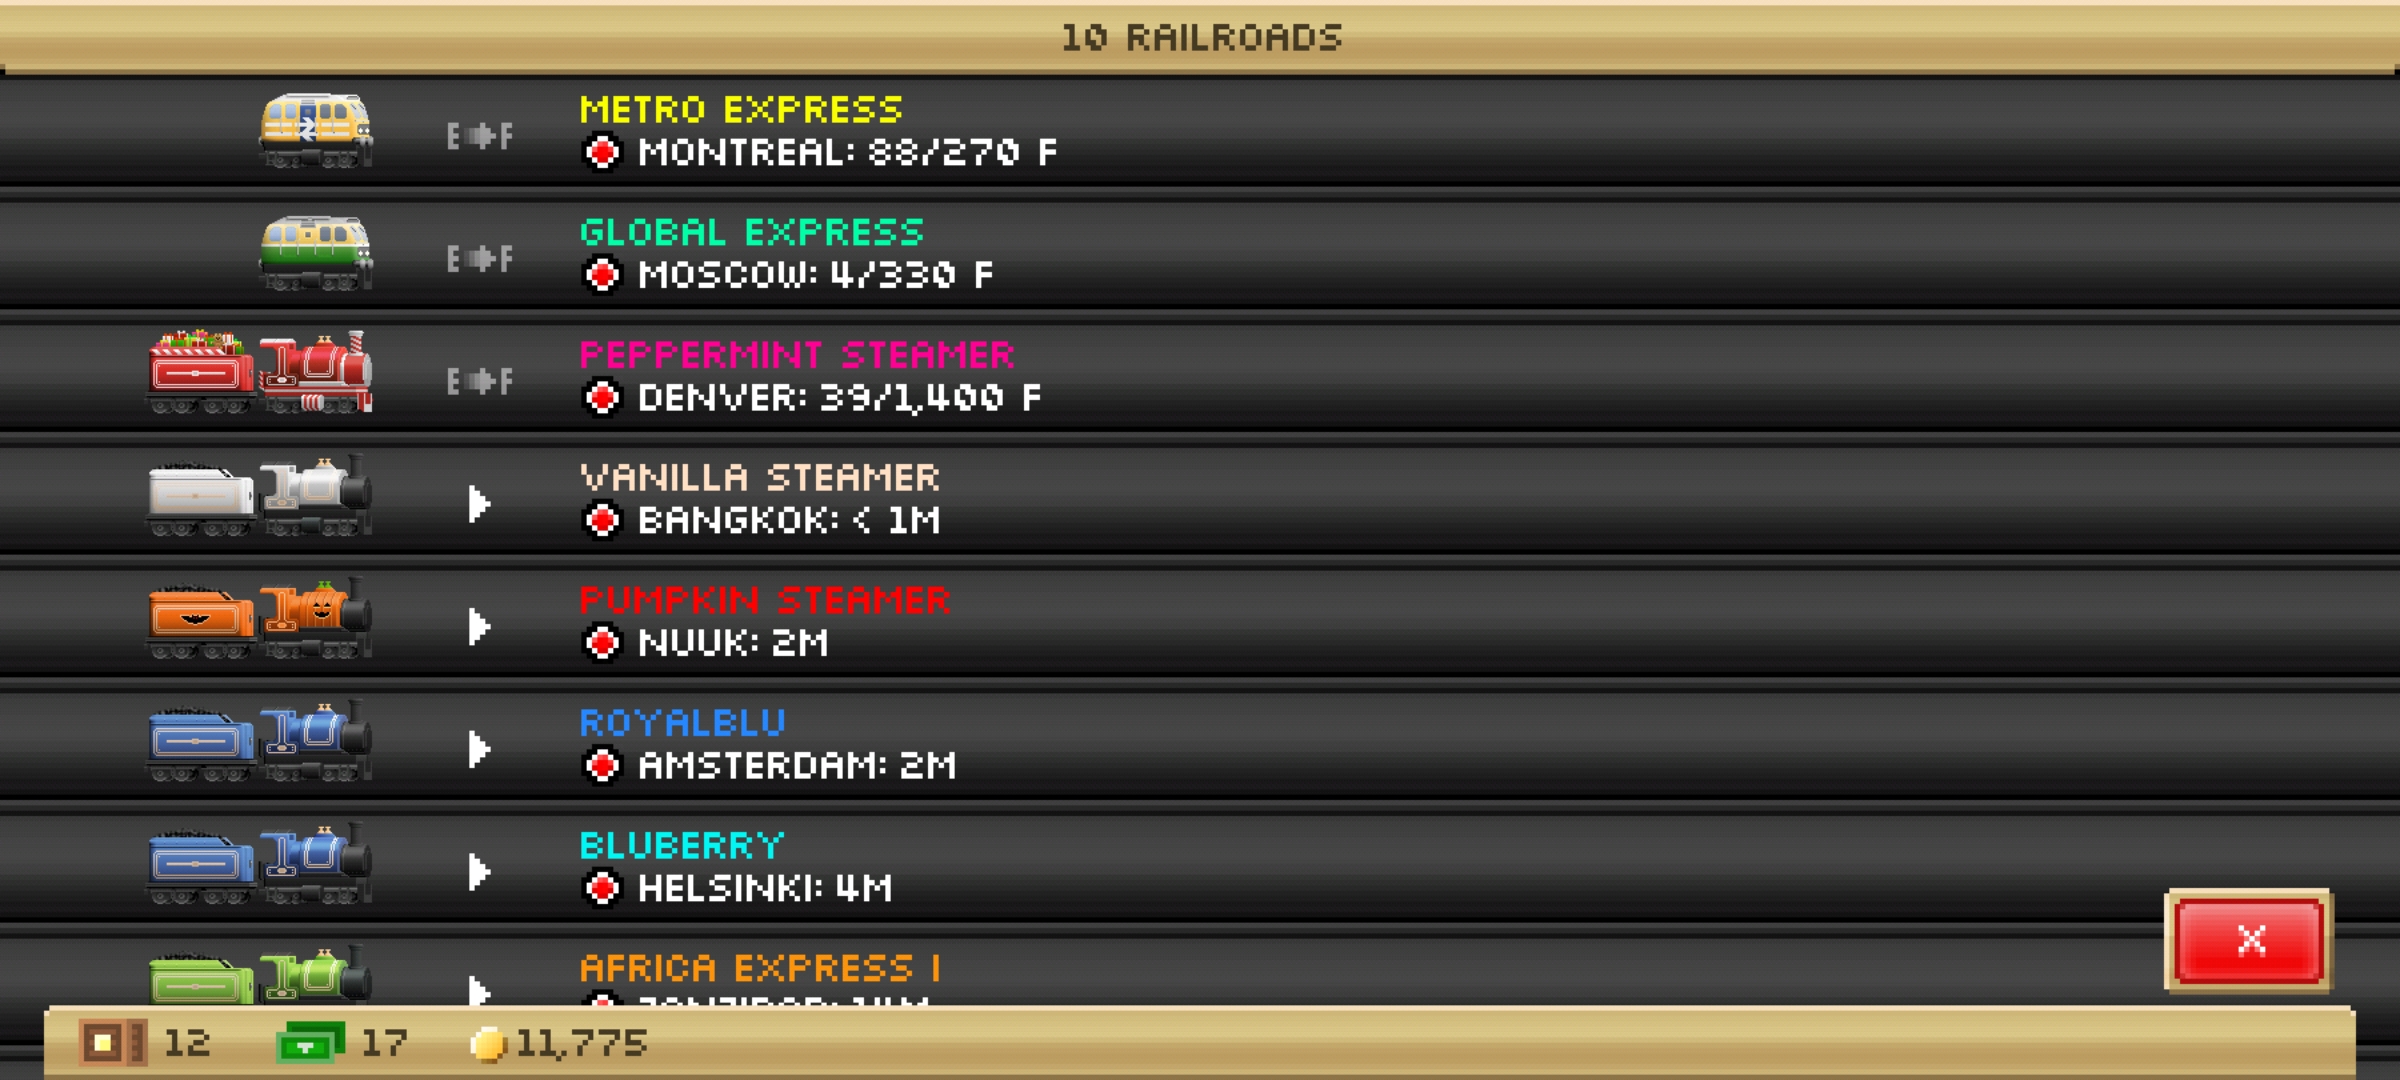 10 RAILROADS
METRO EXPRESS
E F
MONTREAL: 88/270 F
GLOBAL EXPRESS
E F
MOSCOW: 4/330 F
PEPPERMINT STEAMER
E F
DENVER: 39/1,400 F
VANILLA STEAMER
BANGKOK: < 1M
PUMPKIN STEAMER
NUUK: 2M
ROYALBLU
AMSTERDAM: 2M
BLUBERRY
HELSINKI: 4M
AFRICA EXPRESS I
X
12 17 11,775